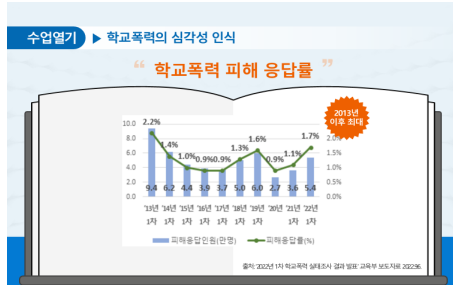 수업열기 ▶ 학교폭력의 심각성 인식
“ 학교폭력 피해 응답률 ”
2013년
이후 최대
10.0 2.2%
8.0 1.4% 1.6% 1.7% 2.0%
6.0 1.0% 0.9% 0.9% 1.3% 0.9% 1.1% 1.5%
4.0 1.0%
2.0 0.5%
0.0 9.4 6.2 4.4 3.9 3.7 5.0 6.0 2.7 3.6 5.4 0.0%
'13년 '14년 '15년 '16년 '17년 '18년 '19년 '20년 '21년 '22년
1차 1차 1차 1차 1차 1차 1차 1차 1차
피해응답인원(만명) 피해응답률(%)
출처: '2022년 1차 학교폭력 실태조사 결과 발표' 교육부 보도자료 2022.9.6.